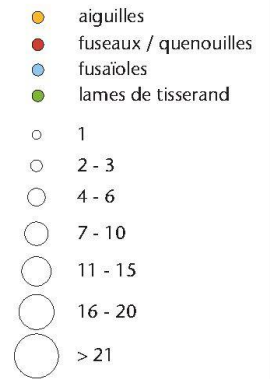 aiguilles
fuseaux / quenouilles
fusaïoles
lames de tisserand
1
2 - 3
4 - 6
7 - 10
11 - 15
16 - 20
> 21